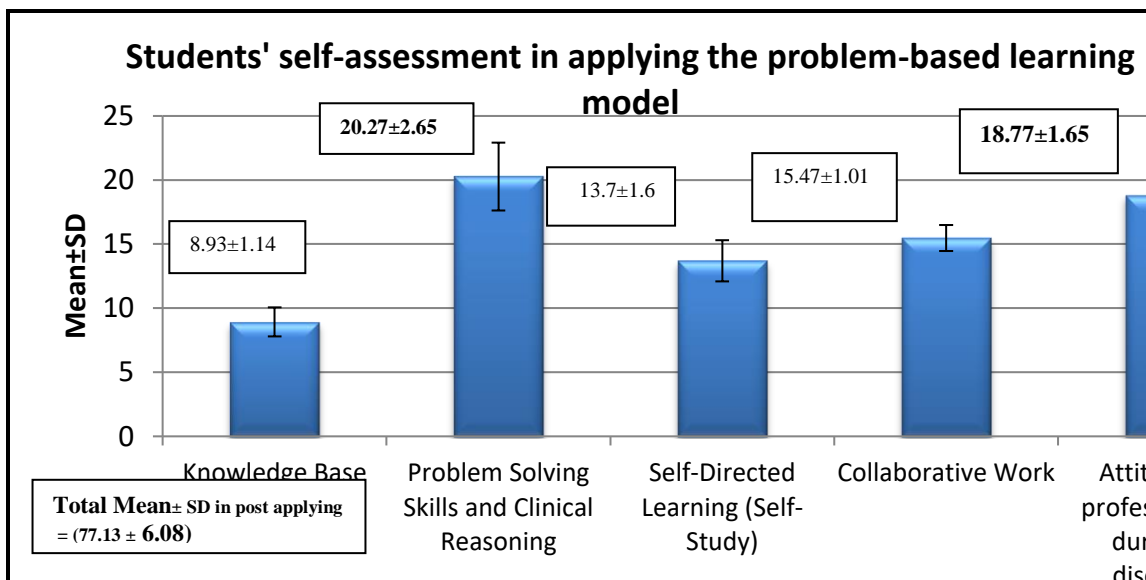 Students' self-assessment in applying the problem-based learning
model
25
20
15
10
5
0
Mean±SD
8.93±1.14
20.27±2.65
13.7±1.6
15.47±1.01
18.77±1.65
Knowledge Base
Problem Solving
Skills and Clinical
Reasoning
Self-Directed
Learning (Self-
Study)
Collaborative Work
Total Mean± SD in post applying
= (77.13 ± 6.08)